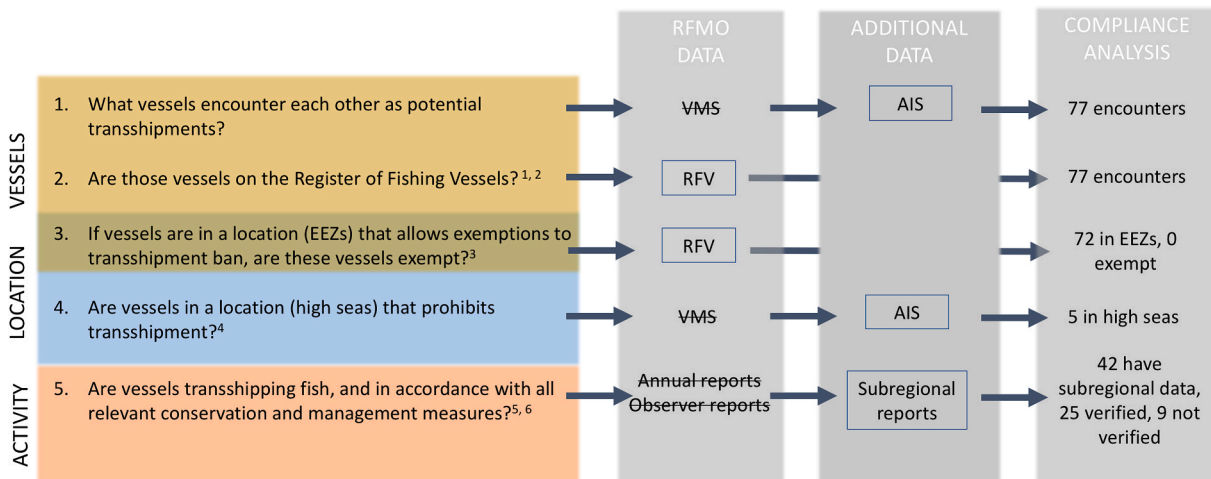 RFMO
DATA
ADDITIONAL
DATA
COMPLIANCE
ANALYSIS
VESSELS
1. What vessels encounter each other as potential
transshipments?
VMS
AIS
77 encounters
2. Are those vessels on the Register of Fishing Vessels?1, 2
RFV
77 encounters
LOCATION
3. If vessels are in a location (EEZs) that allows exemptions to
transshipment ban, are these vessels exempt?3
RFV
72 in EEZs, 0
exempt
4. Are vessels in a location (high seas) that prohibits
transshipment?4
VMS
AIS
5 in high seas
ACTIVITY
5. Are vessels transshipping fish, and in accordance with all
relevant conservation and management measures?5, 6
Annual reports
Observer reports
Subregional
reports
42 have
subregional data,
25 verified, 9 not
verified